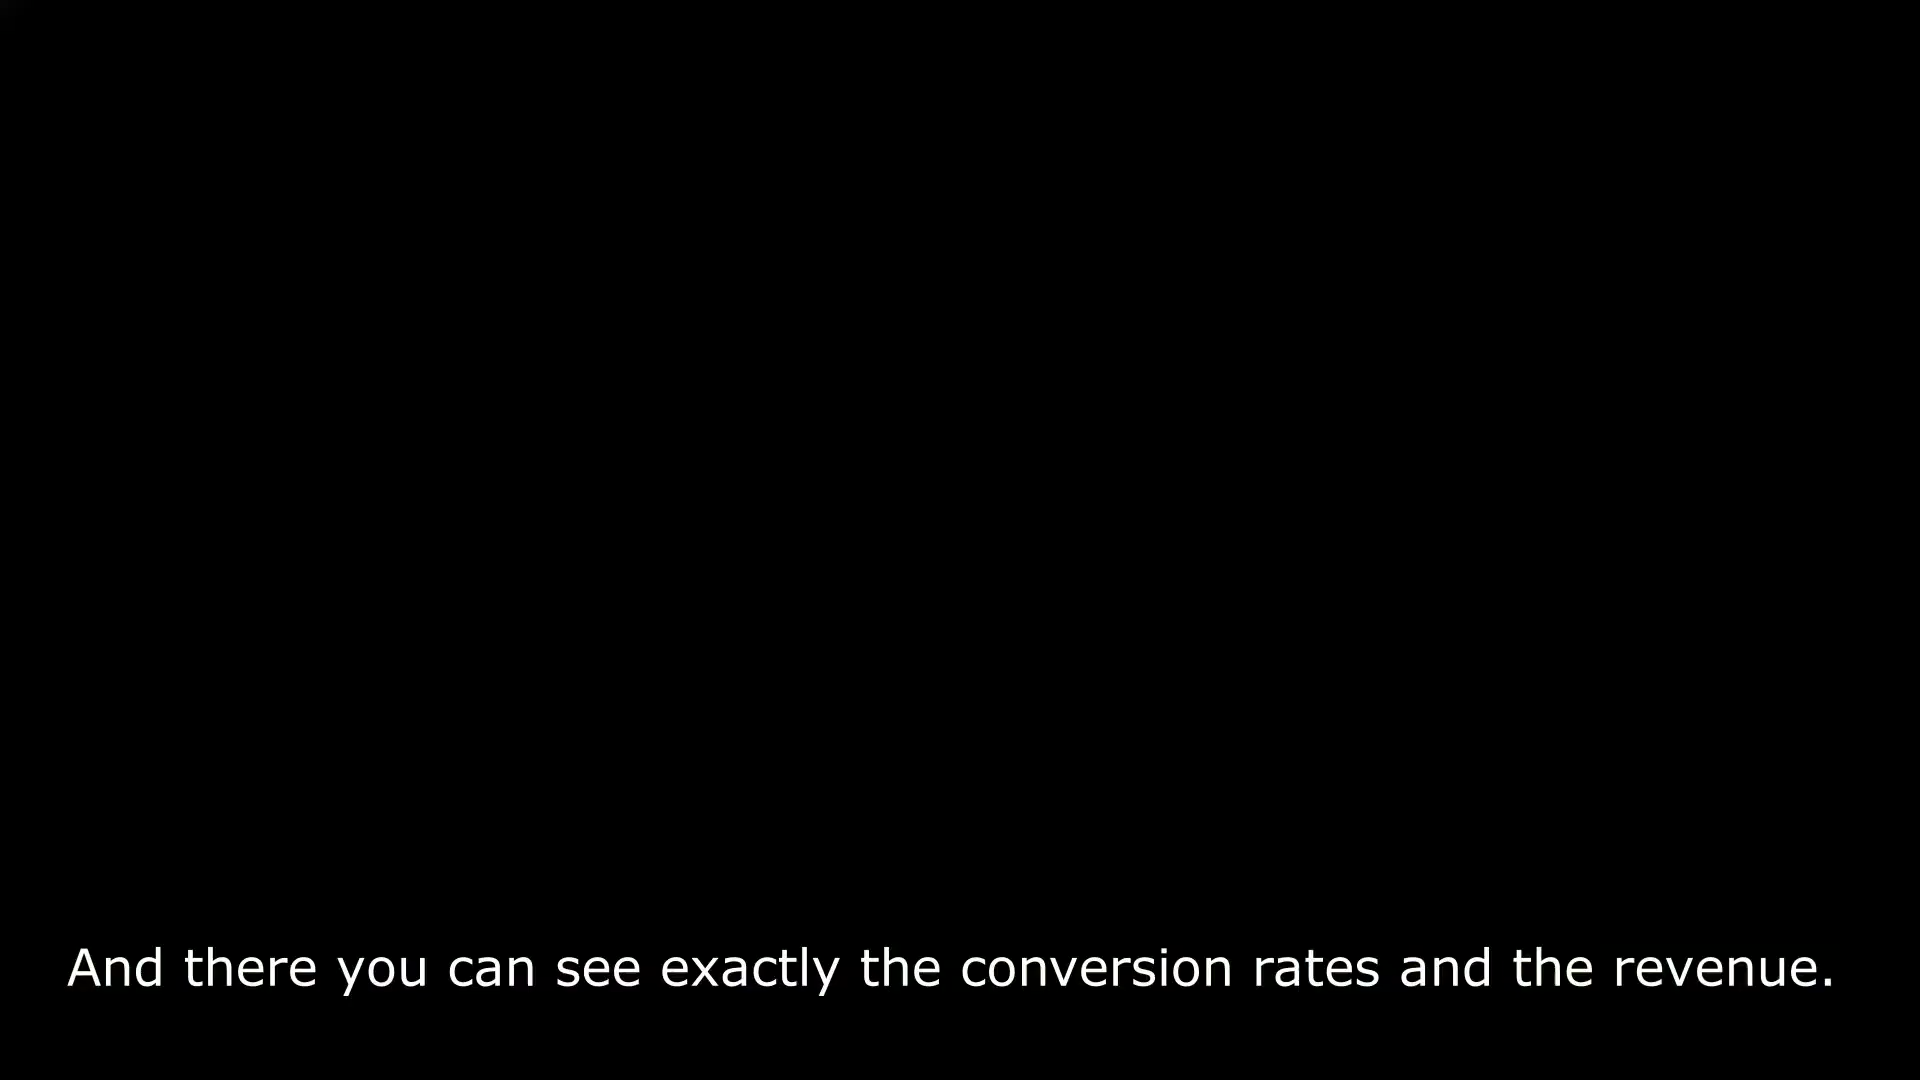 And there you can see exactly the conversion rates and the revenue.